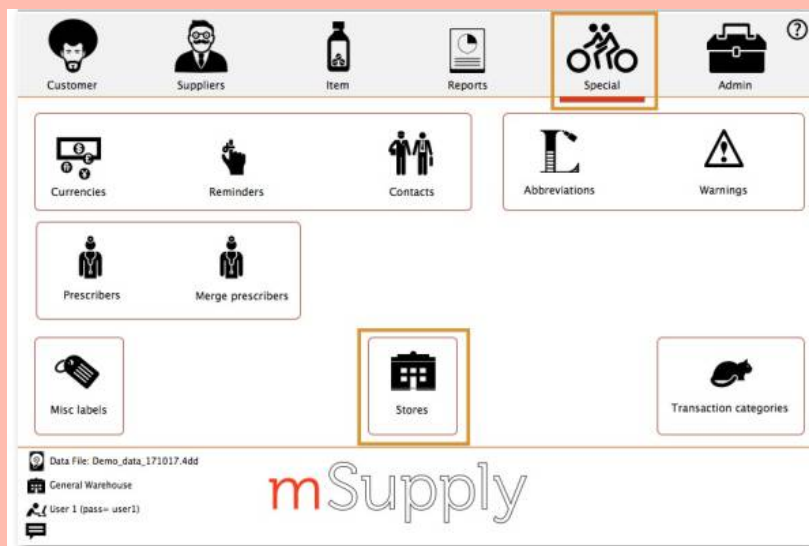 Customer Suppliers Item Reports Special Admin ?
Currencies Reminders Contacts Abbreviations Warnings
Prescribers Merge prescribers
Misc labels Stores Transaction categories
Data File: Demo_data_171017.4dd
General Warehouse
User 1 (pass= user1)
mSupply